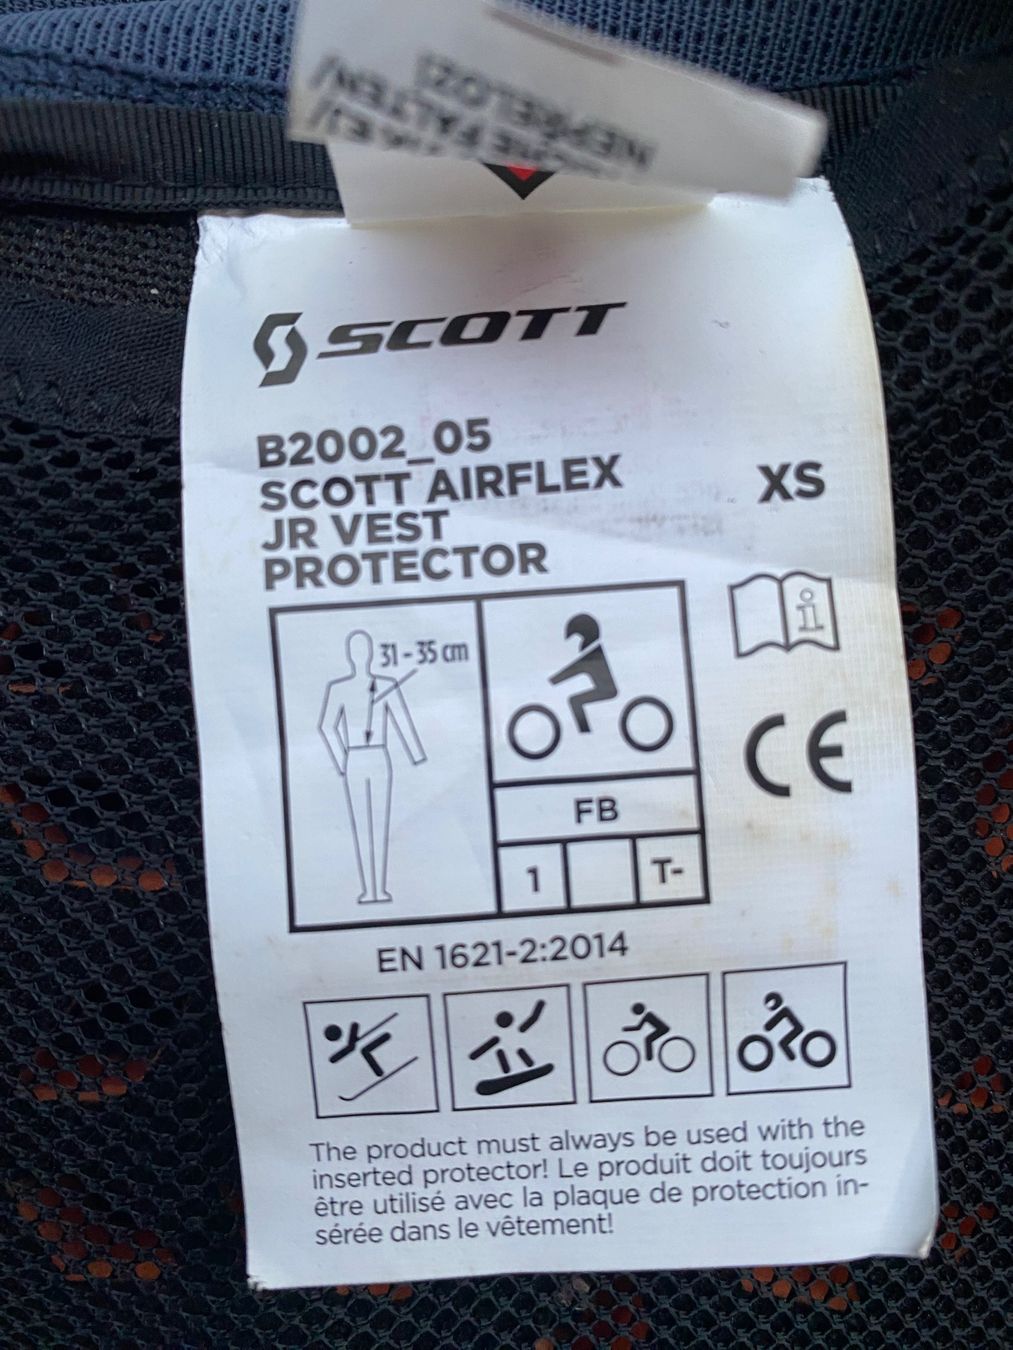 NEPŘELOŽ/
SCOTT
B2002_05
SCOTT AIRFLEX
JR VEST
PROTECTOR
XS
31 - 35 cm
FB
1
T-
CE
EN 1621-2:2014
The product must always be used with the
inserted protector! Le produit doit toujours
être utilisé avec la plaque de protection in-
sérée dans le vêtement!